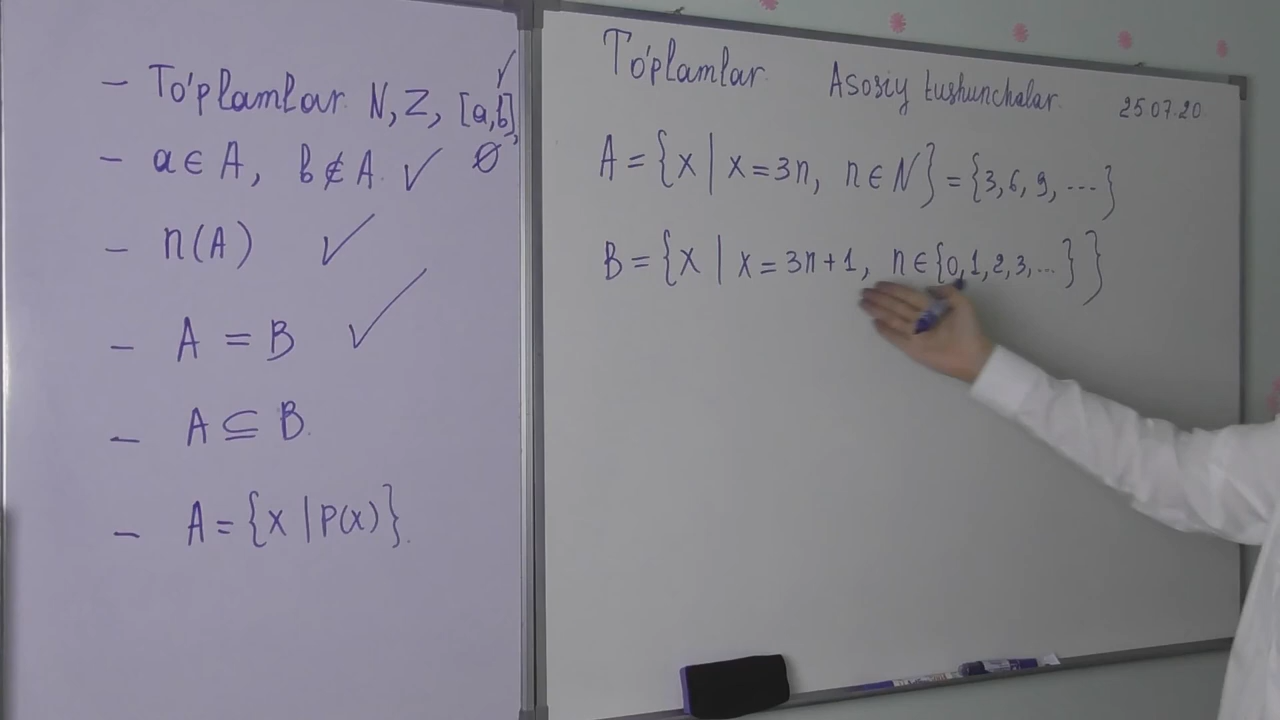 - To'plamlar N, Z, [a,b], ✓
∅
- a ∈ A, b ∉ A. ✓
- n(A) ✓
- A = B ✓
- A ⊆ B.
- A = {x | P(x)}.
To'plamlar. Asosiy tushunchalar. 25.07.20.
A = {x | x = 3n, n ∈ N} = {3, 6, 9, ...}
B = {x | x = 3n + 1, n ∈ {0, 1, 2, 3, ...}}